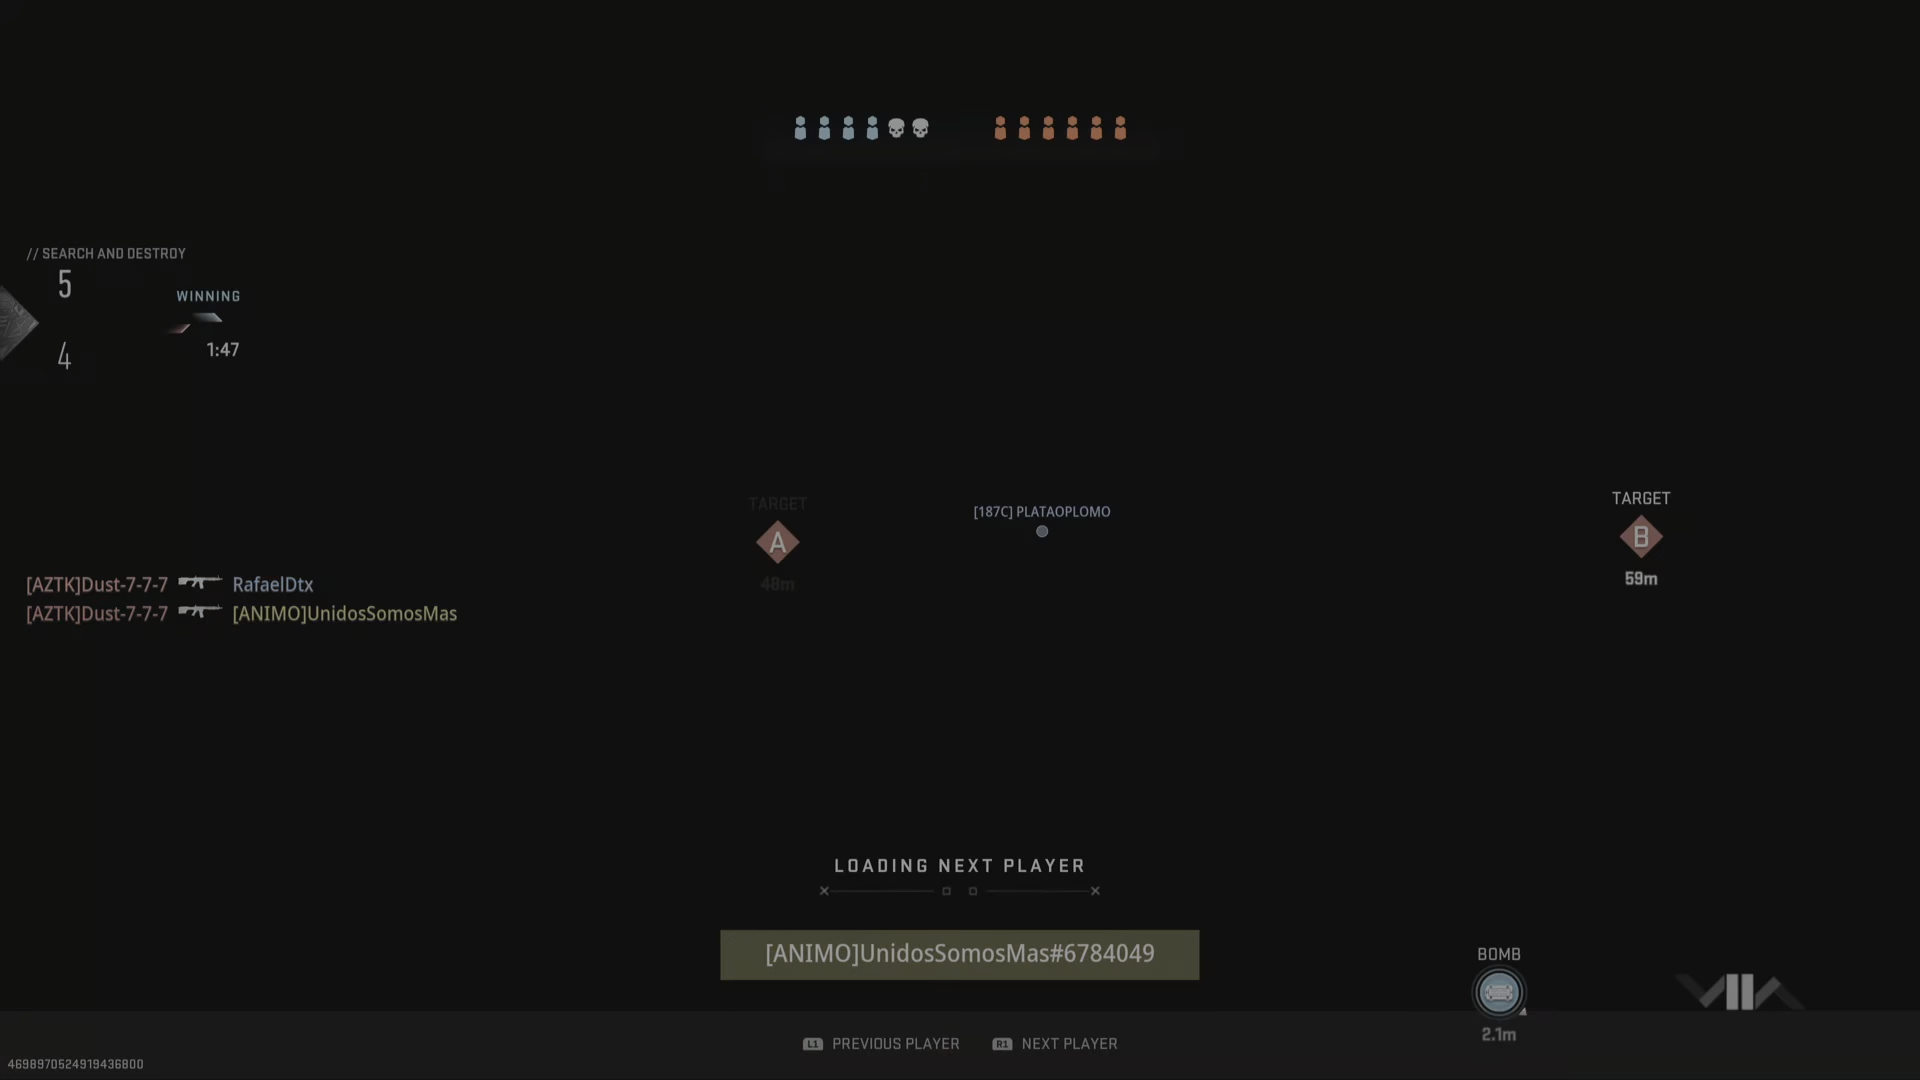 // SEARCH AND DESTROY
5
WINNING
1:47
4
TARGET
A
48m
[187C] PLATAOPLOMO
TARGET
B
59m
[AZTK]Dust-7-7-7 RafaelDtx
[AZTK]Dust-7-7-7 [ANIMO]UnidosSomosMas
LOADING NEXT PLAYER
[ANIMO]UnidosSomosMas#6784049
BOMB
2.1m
L1 PREVIOUS PLAYER R1 NEXT PLAYER
4698970524919436800